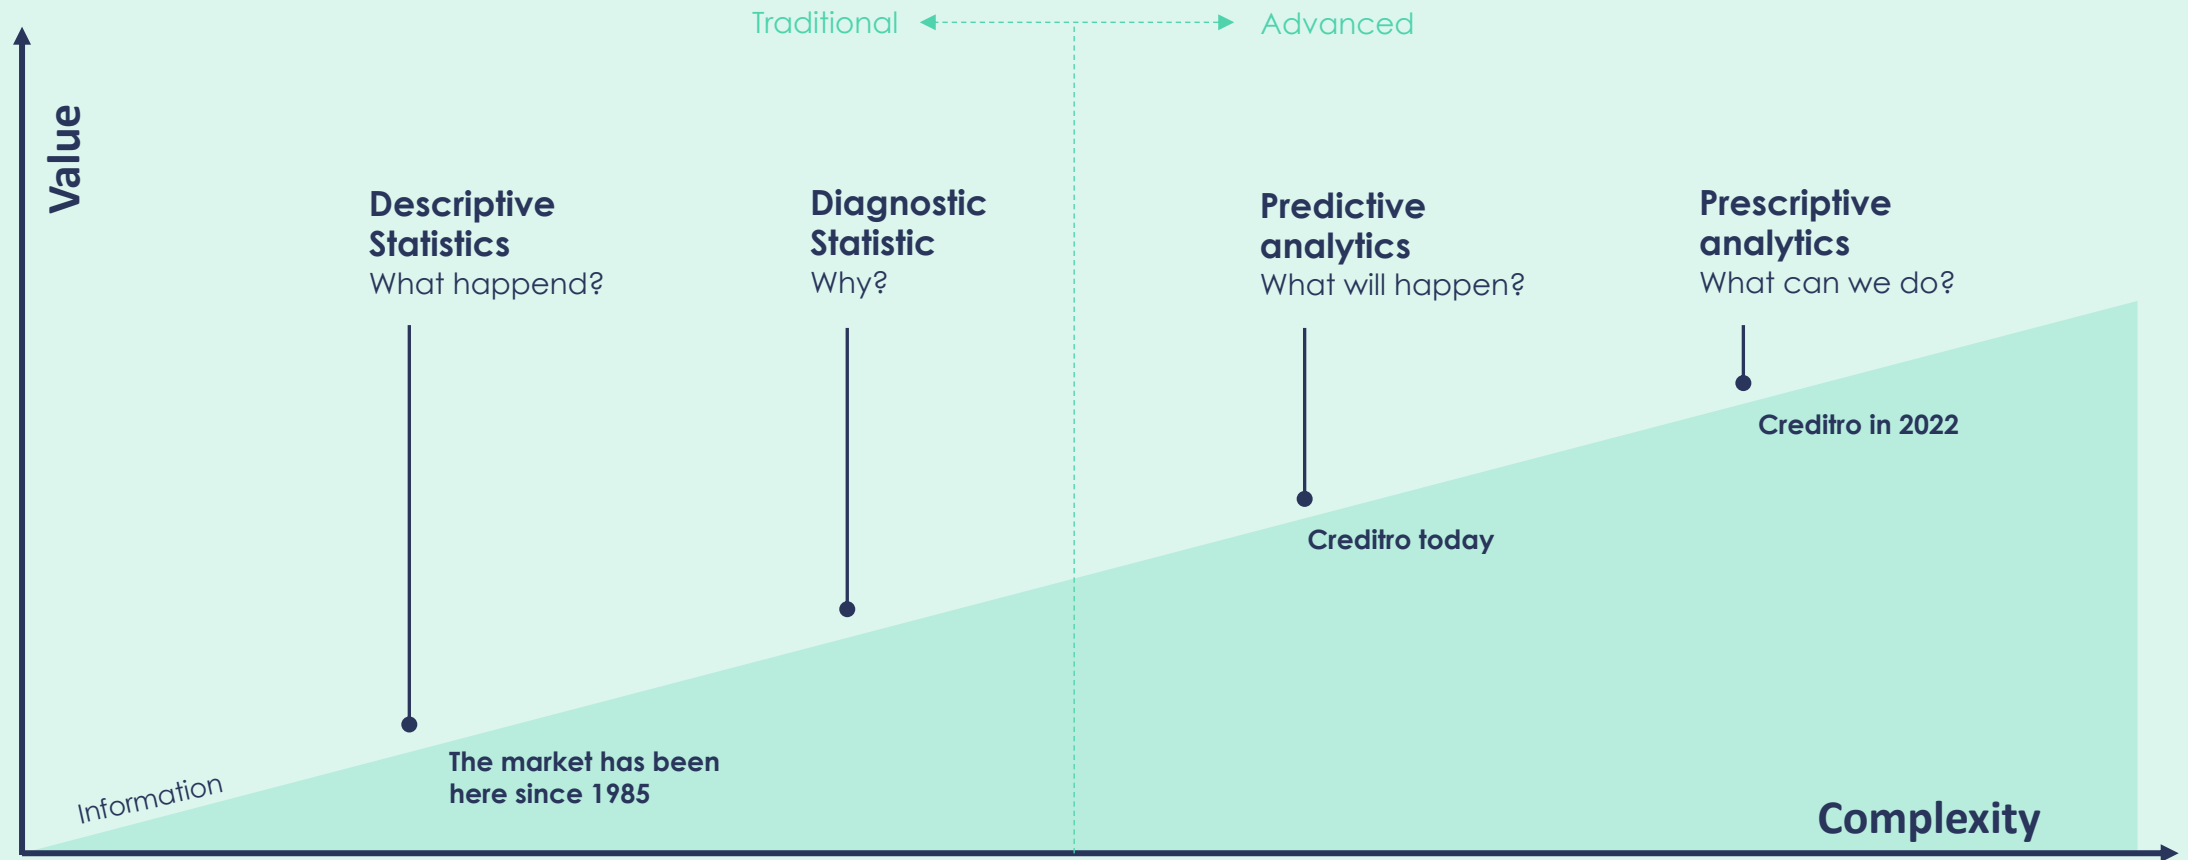 Traditional
Advanced
Value
Descriptive
Statistics
What happend?
Diagnostic
Statistic
Why?
Predictive
analytics
What will happen?
Prescriptive
analytics
What can we do?
Creditro in 2022
Creditro today
The market has been
here since 1985
Information
Complexity